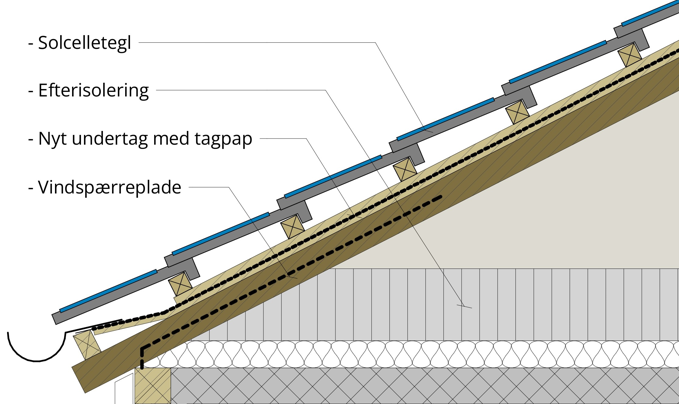 - Solcelletegl
- Efterisolering
- Nyt undertag med tagpap
- Vindspærreplade